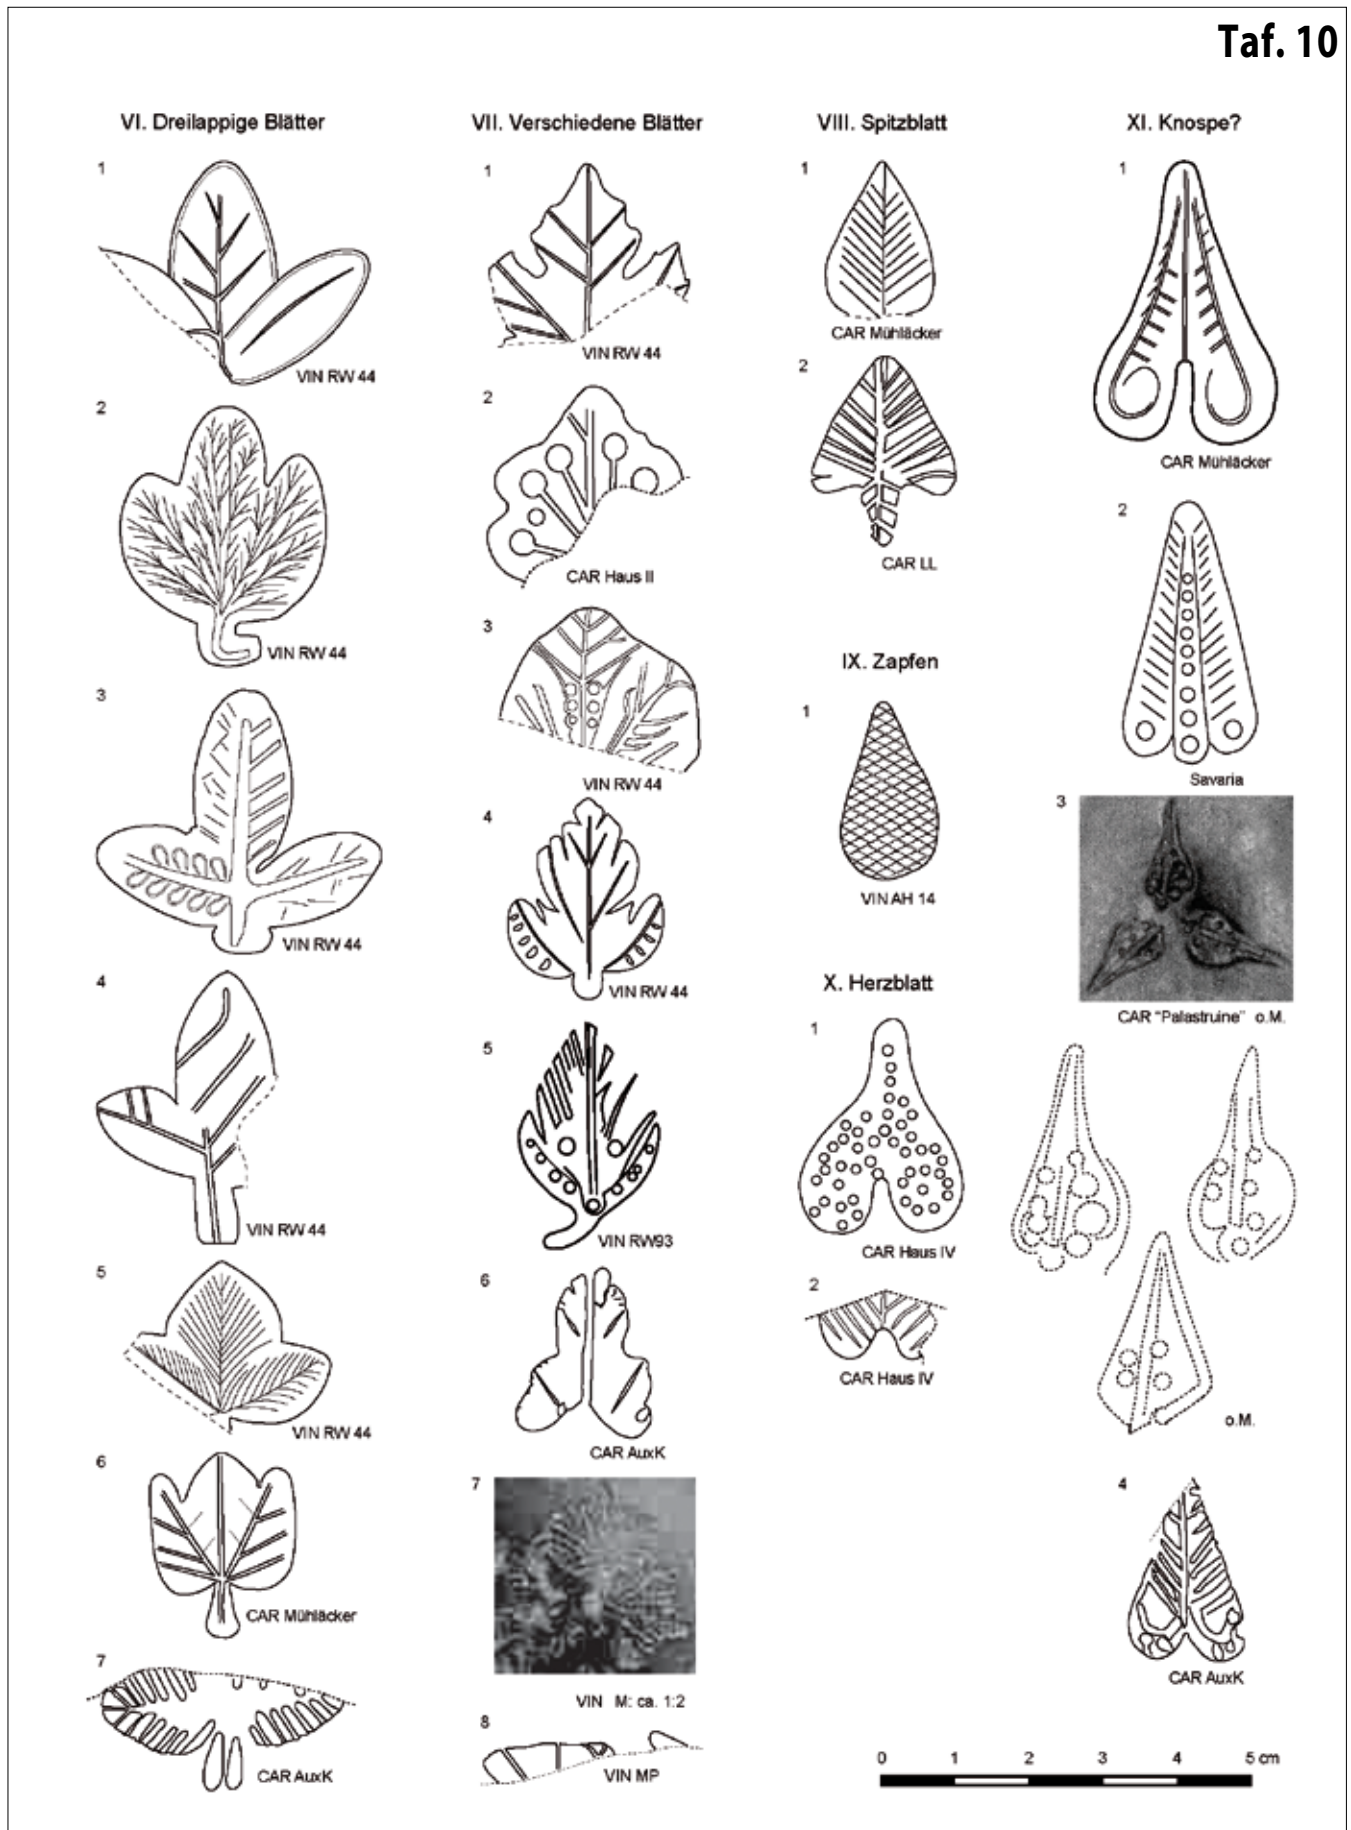 Taf. 10
VI. Dreilappige Blätter
1
VIN RW 44
2
VIN RW 44
3
VIN RW 44
4
VIN RW 44
5
VIN RW 44
6
CAR Mühläcker
7
CAR AuxK
VII. Verschiedene Blätter
1
VIN RW 44
2
CAR Haus II
3
VIN RW 44
4
VIN RW 44
5
VIN RW93
6
CAR AuxK
7
VIN M: ca. 1:2
8
VIN MP
VIII. Spitzblatt
1
CAR Mühläcker
2
CAR LL
IX. Zapfen
1
VIN AH 14
X. Herzblatt
1
CAR Haus IV
2
CAR Haus IV
XI. Knospe?
1
CAR Mühläcker
2
Savaria
3
CAR "Palastruine" o.M.
o.M.
4
CAR AuxK
0 1 2 3 4 5 cm